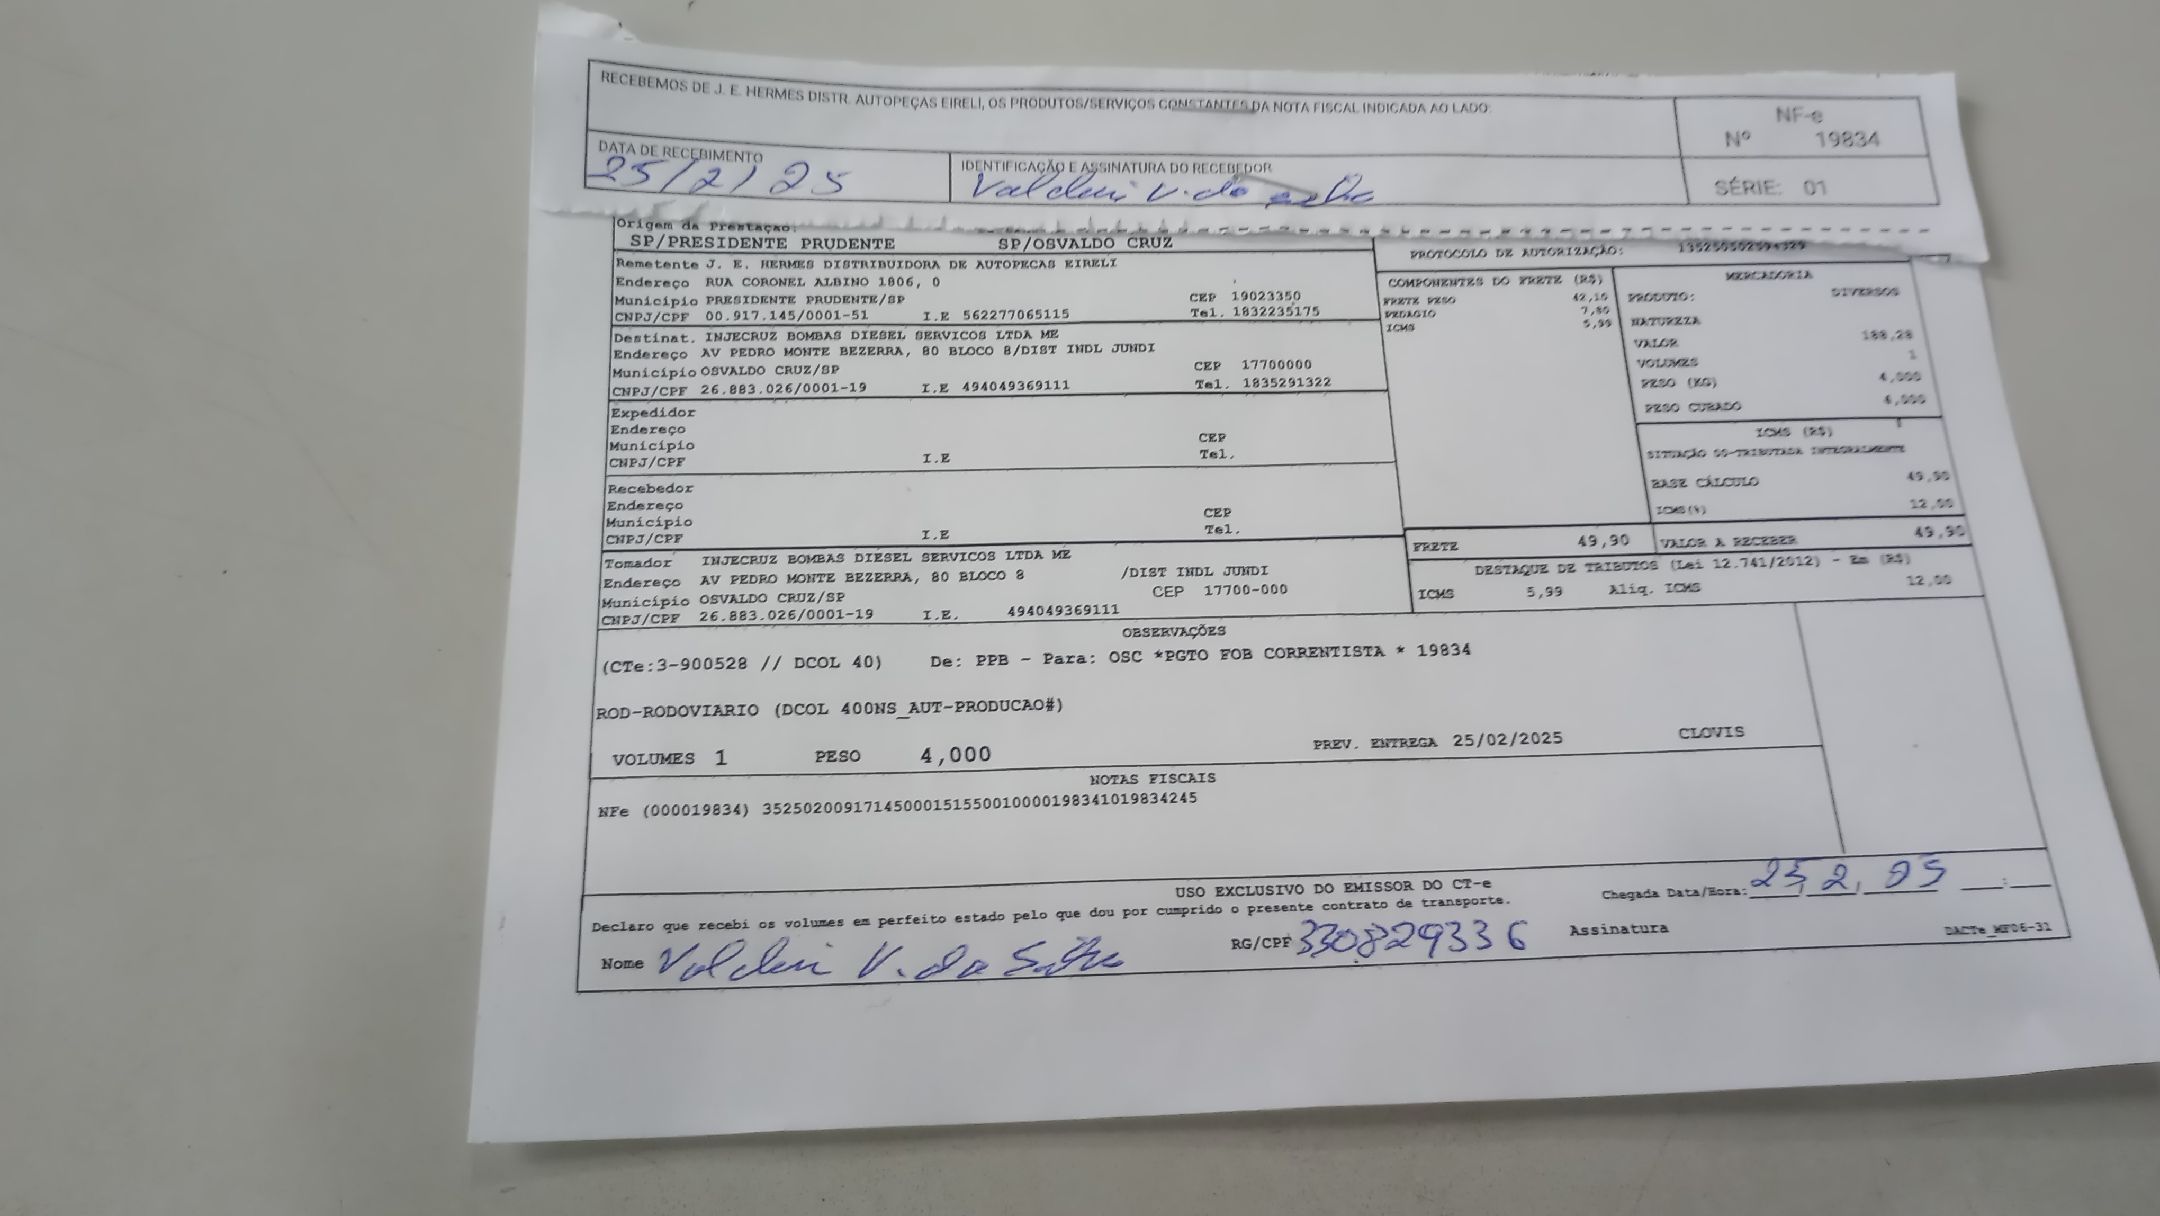 RECEBEMOS DE J. E. HERMES DISTR. AUTOPEÇAS EIRELI, OS PRODUTOS/SERVIÇOS CONSTANTES DA NOTA FISCAL INDICADA AO LADO:
NF-e
Nº 19834
SÉRIE: 01
DATA DE RECEBIMENTO
25/2/25
IDENTIFICAÇÃO E ASSINATURA DO RECEBEDOR
V. da
Origem da Prestação:
SP/PRESIDENTE PRUDENTE SP/OSVALDO CRUZ
Remetente J. E. HERMES DISTRIBUIDORA DE AUTOPECAS EIRELI
Endereço RUA CORONEL ALBINO 1806, 0
Município PRESIDENTE PRUDENTE/SP CEP 19023350
CNPJ/CPF 00.917.145/0001-51 I.E 562277065115 Tel. 1832235175
Destinat. INJECRUZ BOMBAS DIESEL SERVICOS LTDA ME
Endereço AV PEDRO MONTE BEZERRA, 80 BLOCO 8/DIST INDL JUNDI
Município OSVALDO CRUZ/SP CEP 17700000
CNPJ/CPF 26.883.026/0001-19 I.E 494049369111 Tel. 1835291322
Expedidor
Endereço
Município CEP
CNPJ/CPF I.E Tel.
Recebedor
Endereço
Município CEP
CNPJ/CPF I.E Tel.
Tomador INJECRUZ BOMBAS DIESEL SERVICOS LTDA ME
Endereço AV PEDRO MONTE BEZERRA, 80 BLOCO 8 /DIST INDL JUNDI
Município OSVALDO CRUZ/SP CEP 17700-000
CNPJ/CPF 26.883.026/0001-19 I.E. 494049369111
PROTOCOLO DE AUTORIZAÇÃO:
COMPONENTES DO FRETE (R$)
FRETE PESO 42,10
PEDAGIO 7,80
ICMS 5,99
MERCADORIA
PRODUTO: DIVERSOS
NATUREZA
VALOR 188,28
VOLUMES 1
PESO (KG) 4,000
PESO CUBADO 4,000
ICMS (R$)
SITUAÇÃO 00-TRIBUTADA INTEGRALMENTE
BASE CÁLCULO 49,90
ICMS(%) 12,00
FRETE 49,90 VALOR A RECEBER 49,90
DESTAQUE DE TRIBUTOS (Lei 12.741/2012) - Em (R$)
ICMS 5,99 Aliq. ICMS 12,00
OBSERVAÇÕES
(CTe:3-900528 // DCOL 40) De: PPB - Para: OSC *PGTO FOB CORRENTISTA * 19834
ROD-RODOVIARIO (DCOL 400NS_AUT-PRODUCAO#)
VOLUMES 1 PESO 4,000 PREV. ENTREGA 25/02/2025 CLOVIS
NOTAS FISCAIS
NFe (000019834) 35250200917145000151550010000198341019834245
USO EXCLUSIVO DO EMISSOR DO CT-e
Chegada Data/Hora: 25, 2, 25 :
Declaro que recebi os volumes em perfeito estado pelo que dou por cumprido o presente contrato de transporte.
Nome V. da Silva RG/CPF 330829336 Assinatura
DACTe_MF06-31